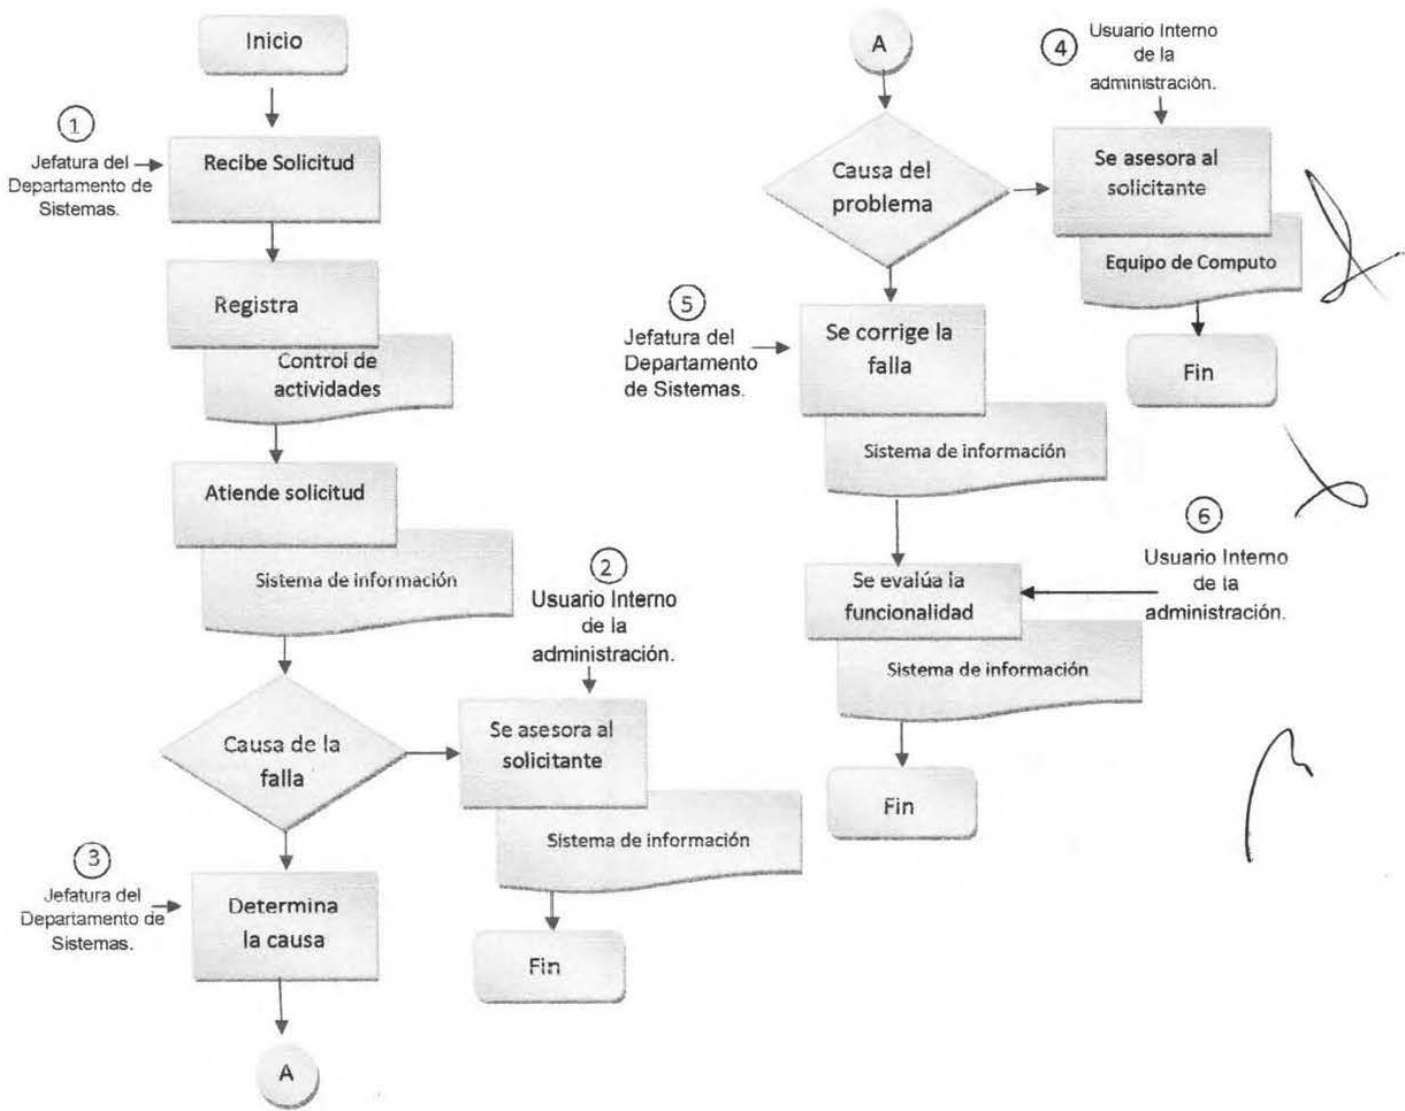 Inicio
1
Jefatura del
Departamento de
Sistemas.
Recibe Solicitud
Registra
Control de
actividades
Atiende solicitud
Sistema de información
2
Usuario Interno
de la
administración.
Causa de la
falla
Se asesora al
solicitante
Sistema de información
Fin
3
Jefatura del
Departamento de
Sistemas.
Determina
la causa
A
A
4
Usuario Interno
de la
administración.
Causa del
problema
Se asesora al
solicitante
Equipo de Computo
Fin
5
Jefatura del
Departamento
de Sistemas.
Se corrige la
falla
Sistema de información
6
Usuario Interno
de la
administración.
Se evalúa la
funcionalidad
Sistema de información
Fin